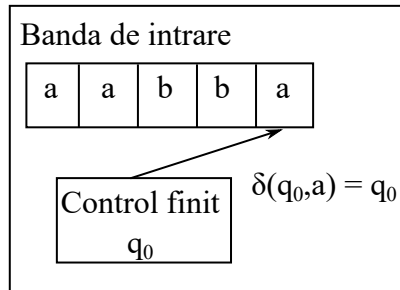 Banda de intrare
a a b b a
Control finit
q₀
δ(q₀,a) = q₀